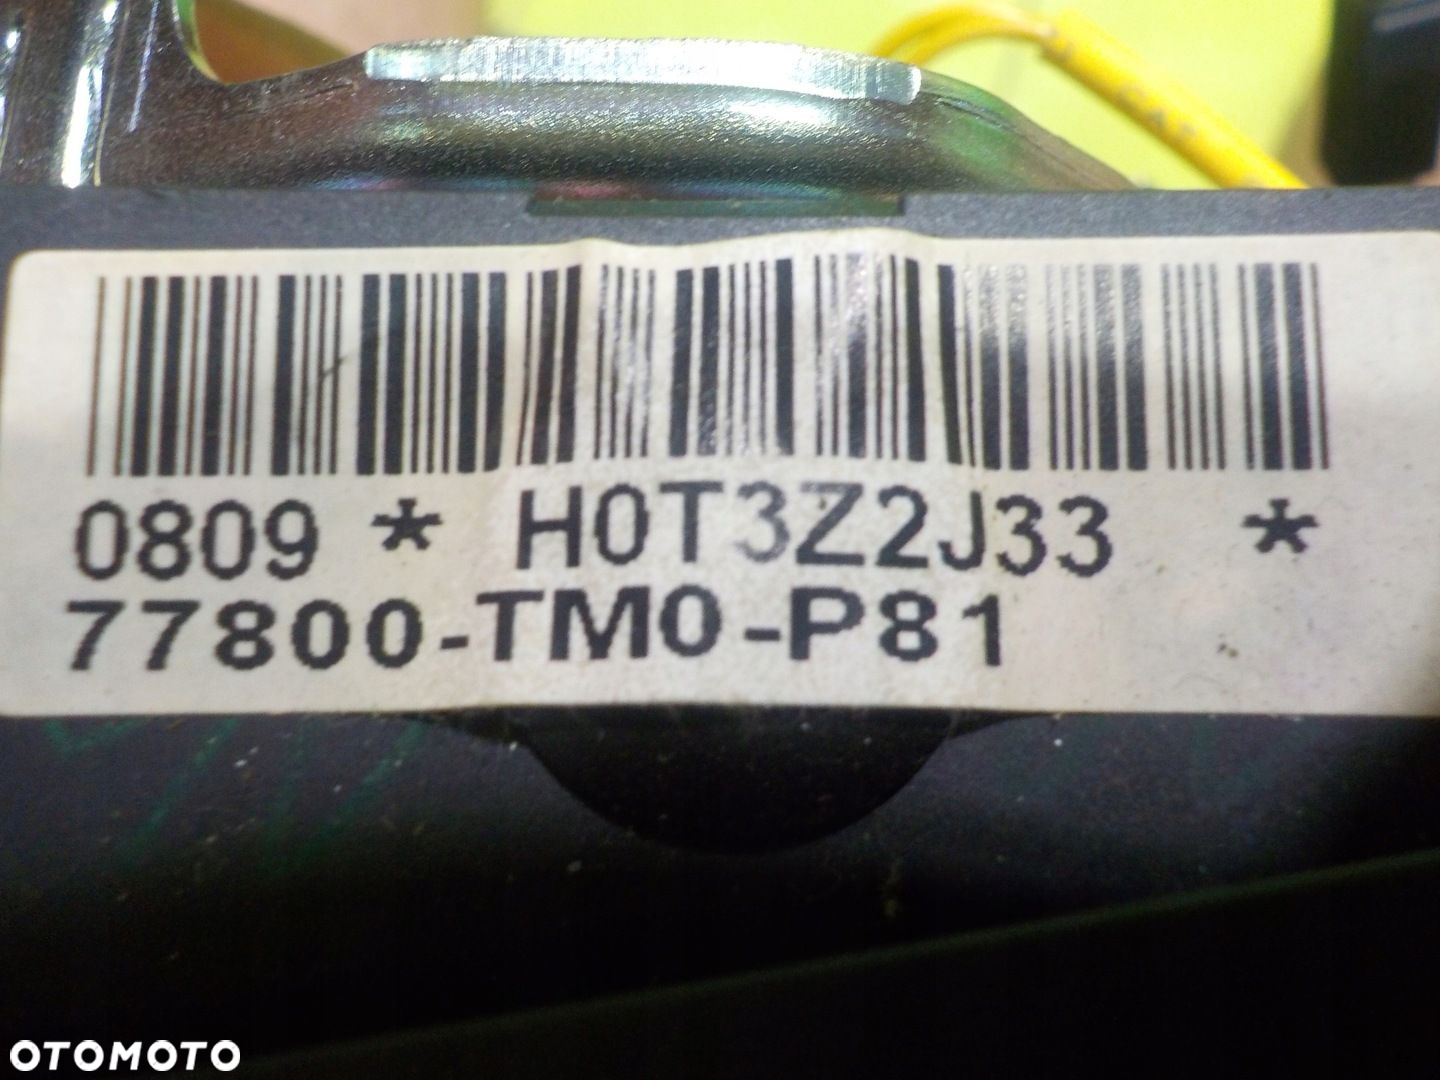 0809 * H0T3Z2J33 *
77800-TM0-P81
OTOMOTO